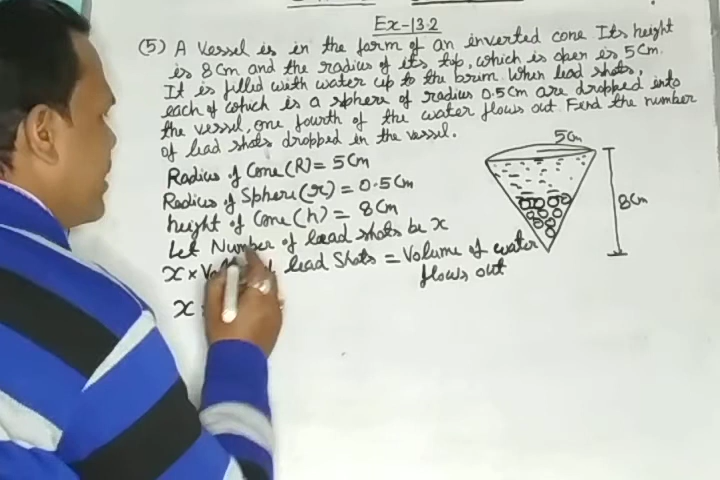 Ex-13.2
(5) A vessel is in the form of an inverted cone Its height
is 8cm and the radius of its top, which is open is 5cm.
It is filled with water up to the brim. When lead shots,
each of which is a sphere of radius 0.5cm are dropped into
the vessel, one fourth of the water flows out Find the number
of lead shots dropped in the vessel.
5cm
8cm
Radius of Cone (R) = 5cm
Radius of Sphere (r) = 0.5cm
height of Cone (h) = 8cm
Let Number of lead shots be x
x × lead Shots = Volume of water
flows out
x